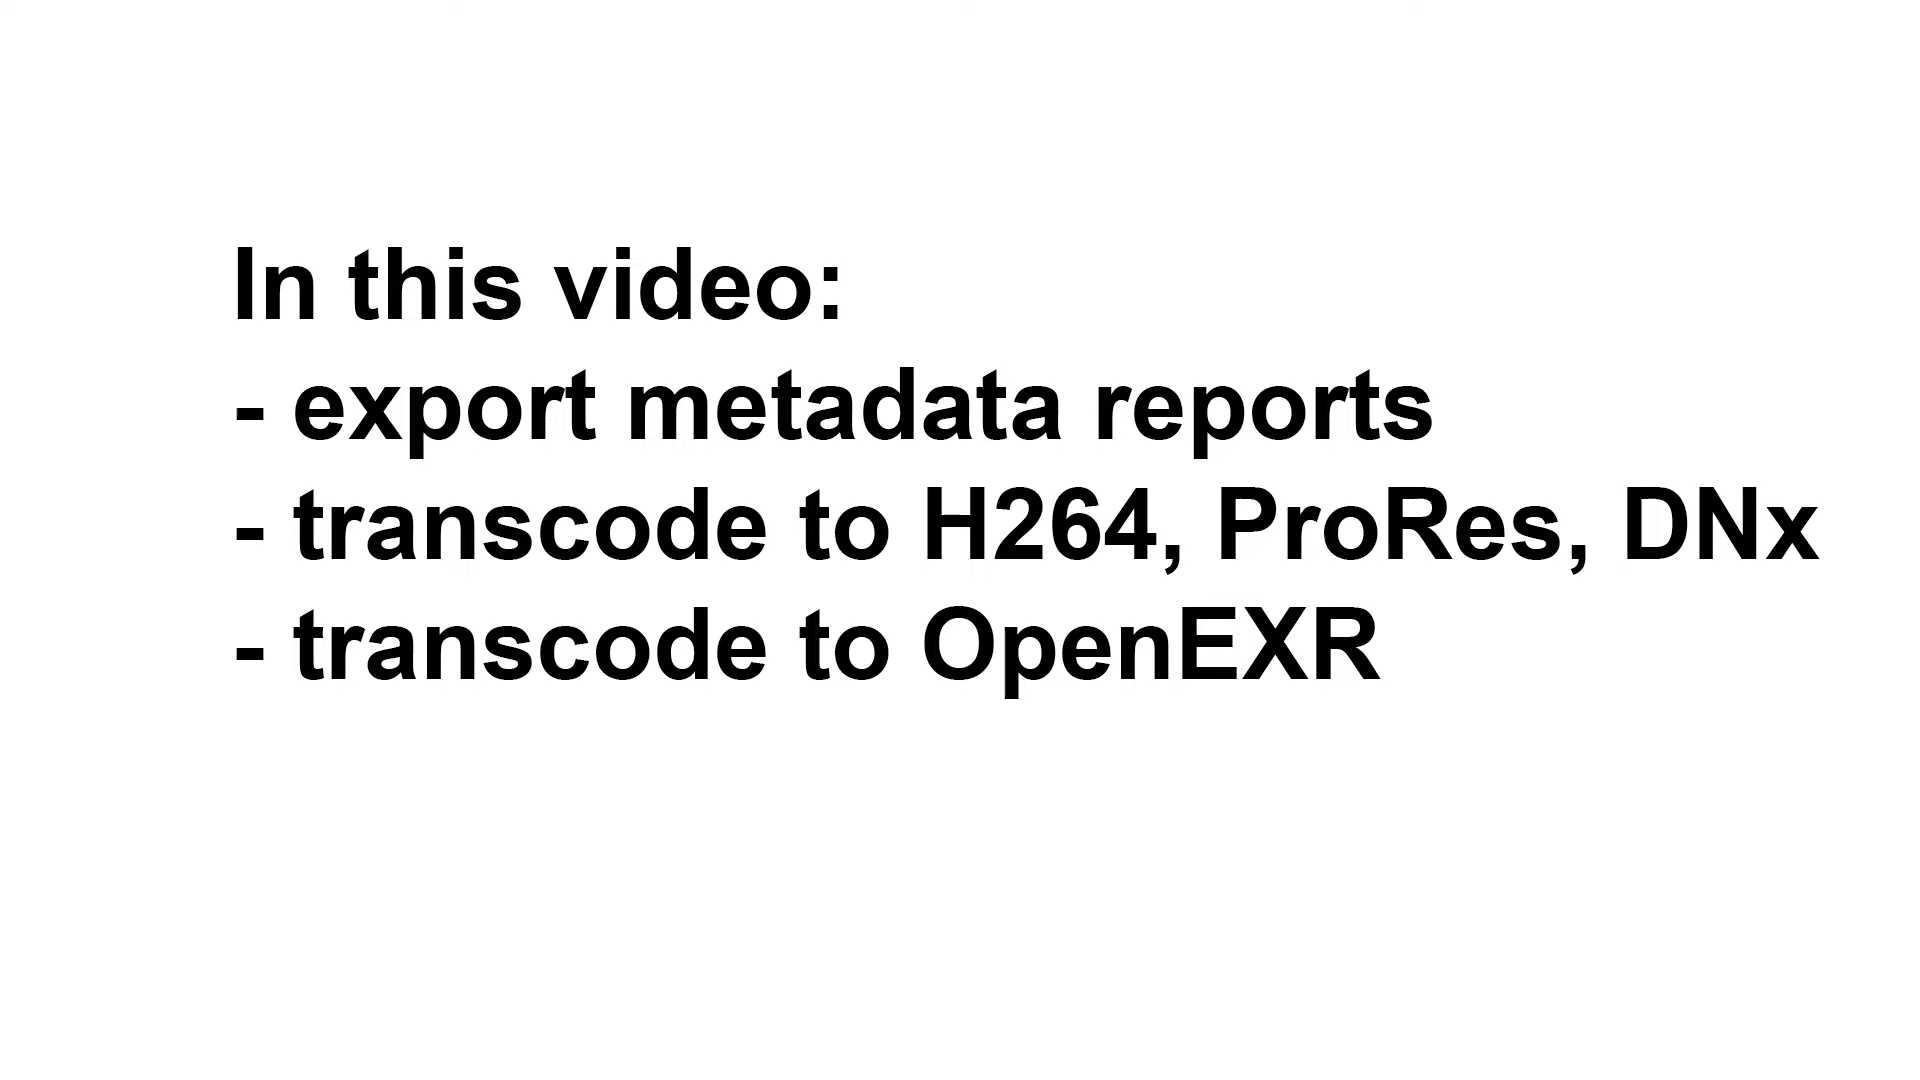 In this video:
- export metadata reports
- transcode to H264, ProRes, DNx
- transcode to OpenEXR